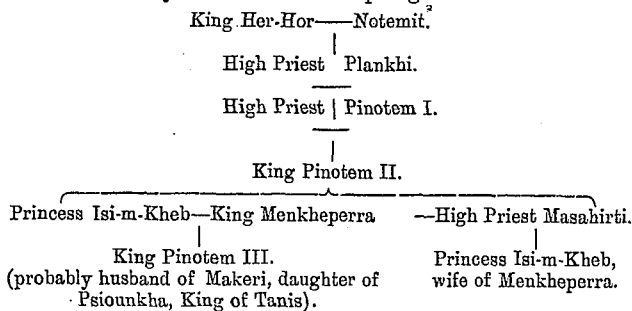 King Her-Hor——Notemit.²
High Priest Plankhi.
High Priest | Pinotem I.
King Pinotem II.
Princess Isi-m-Kheb—King Menkheperra —High Priest Masahirti.
King Pinotem III. Princess Isi-m-Kheb,
(probably husband of Makeri, daughter of wife of Menkheperra.
Psiounkha, King of Tanis).